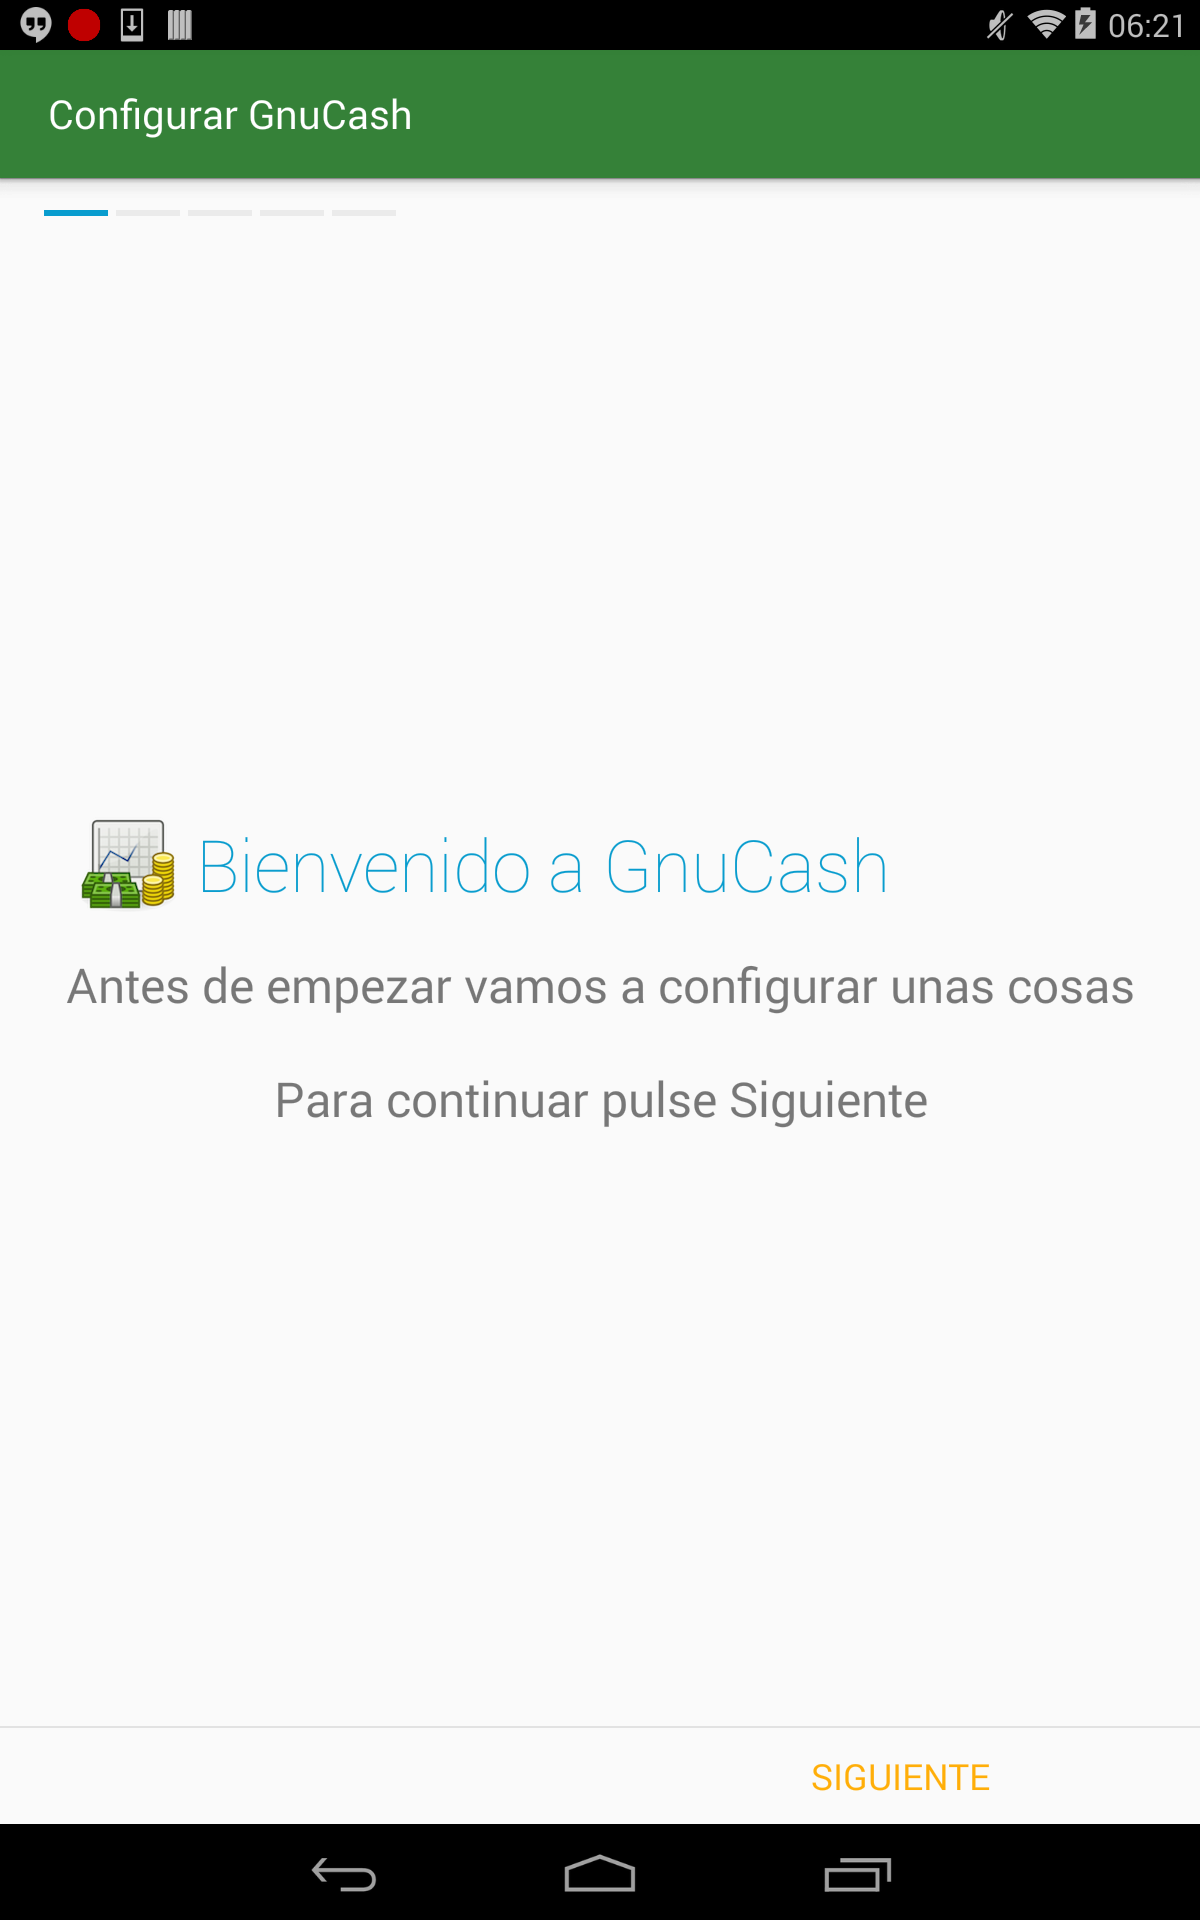 06:21
Configurar GnuCash
Bienvenido a GnuCash
Antes de empezar vamos a configurar unas cosas
Para continuar pulse Siguiente
SIGUIENTE